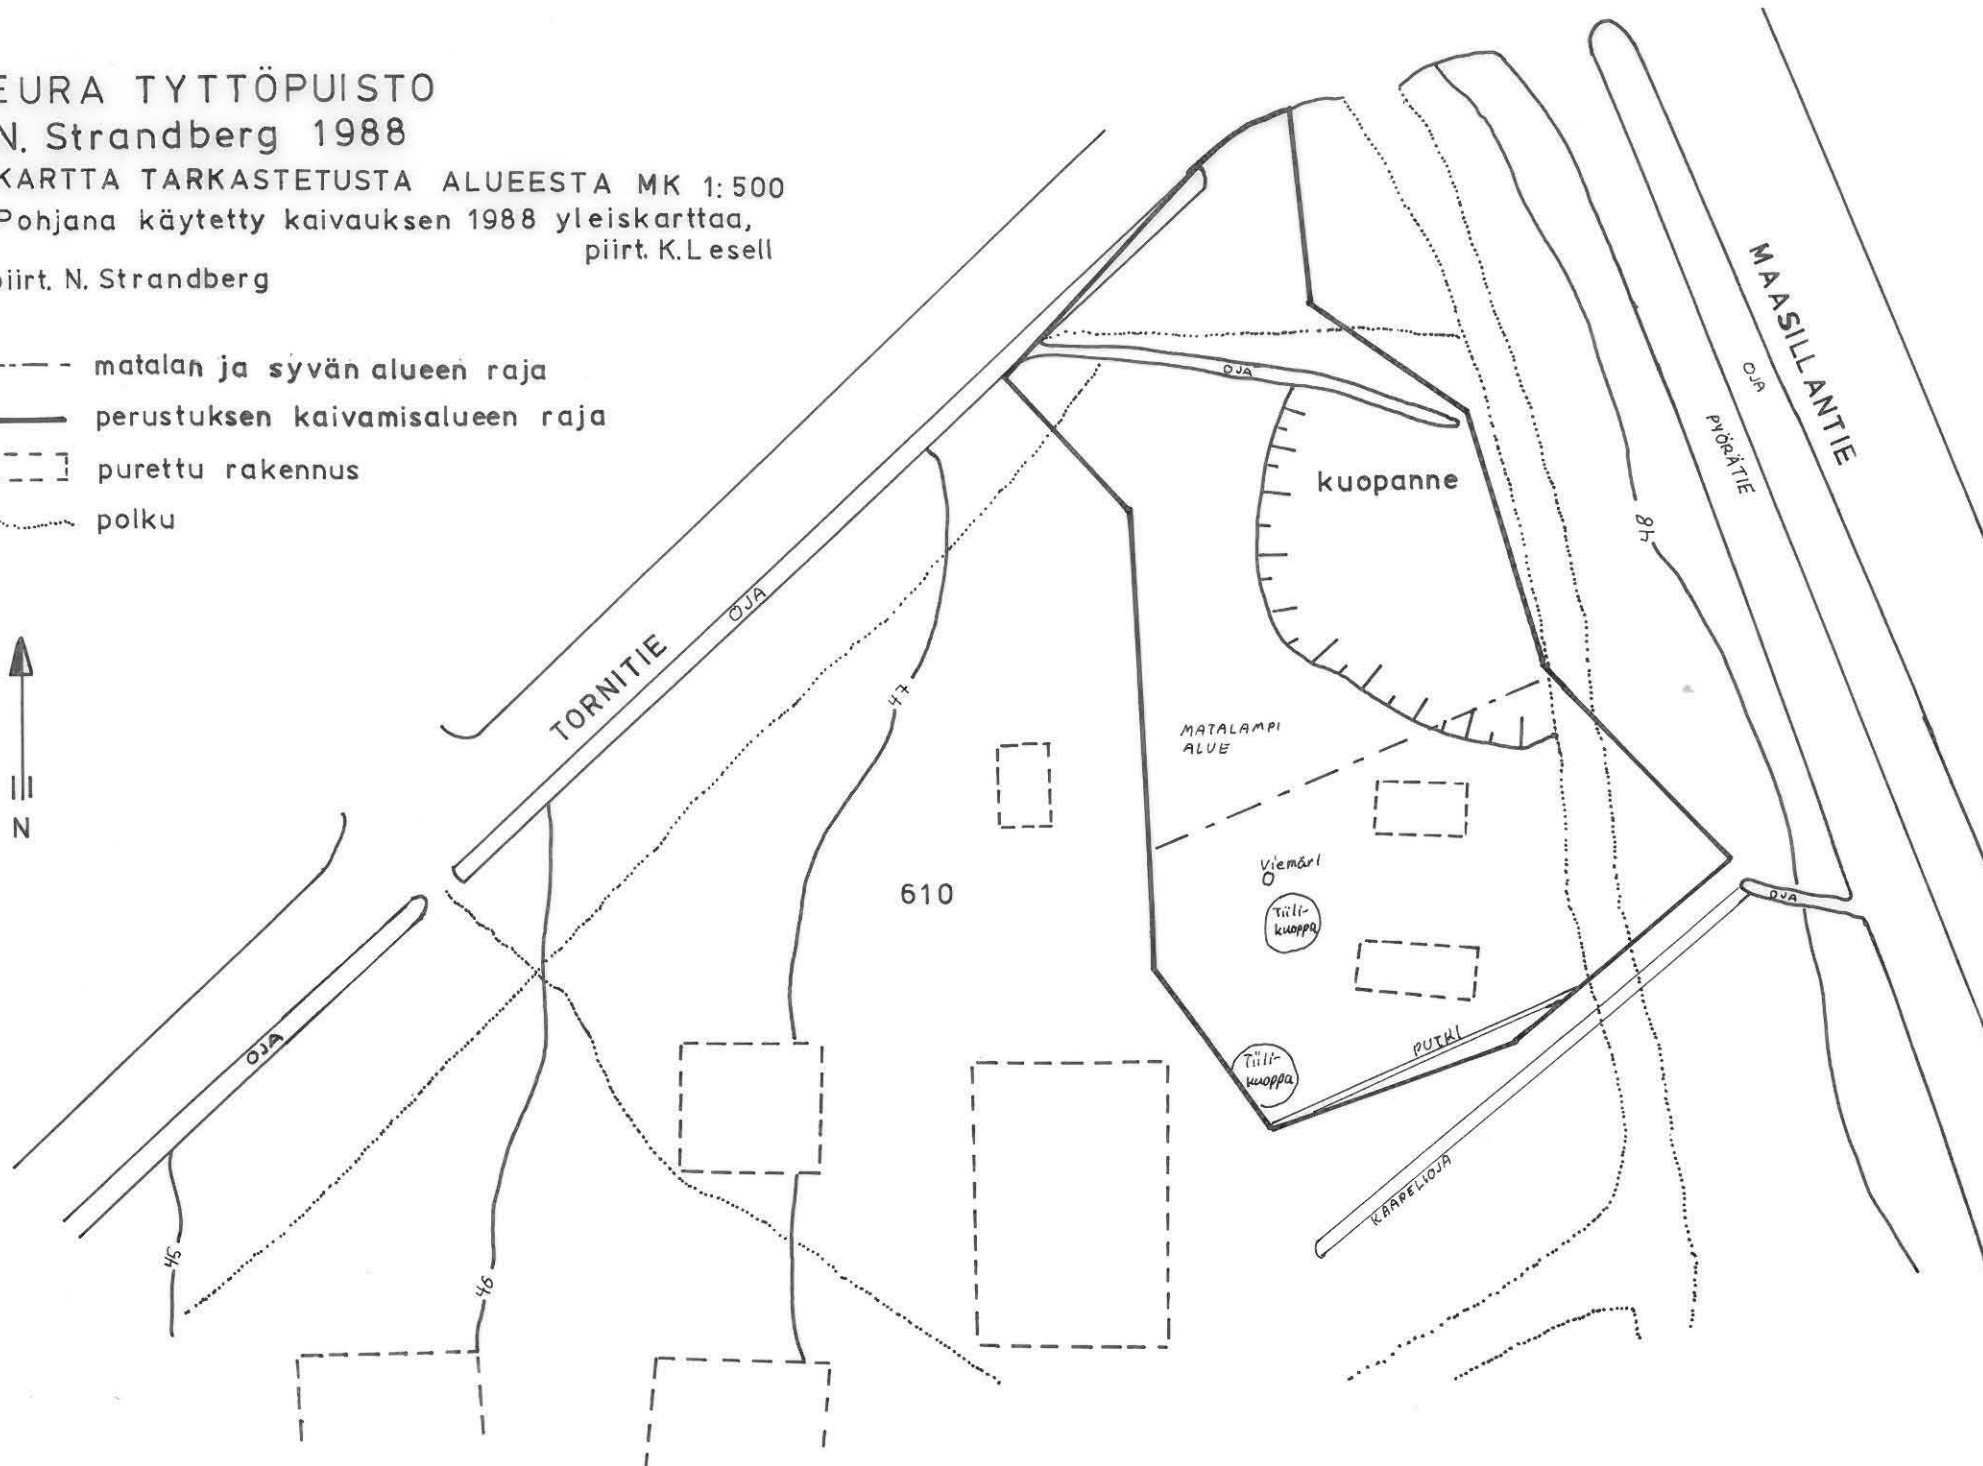 EURA TYTTÖPUISTO
N. Strandberg 1988
KARTTA TARKASTETUSTA ALUEESTA MK 1:500
Pohjana käytetty kaivauksen 1988 yleiskarttaa,
piirt. K. Lesell
piirt. N. Strandberg
matalan ja syvän alueen raja
perustuksen kaivamisalueen raja
purettu rakennus
polku
N
MAASILLANTIE
OJA
PYÖRÄTIE
OJA
kuopanne
48
OJA
TORNITIE
47
MATALAMPI
ALUE
610
Viemäri
Tiili-
kuoppa
OJA
OJA
PUTKI
Tiili-
kuoppa
KAAPELIOJA
45
46